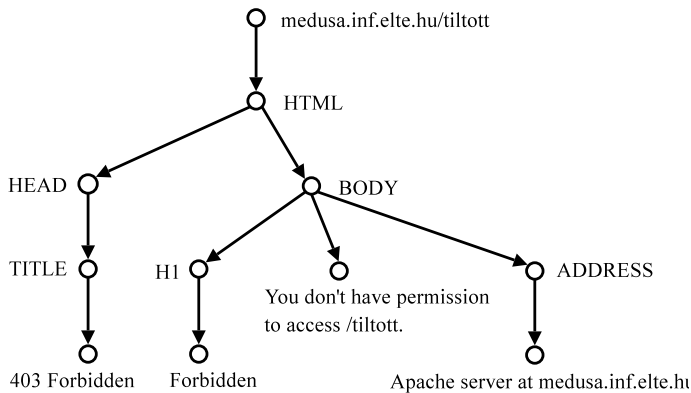 medusa.inf.elte.hu/tiltott
HTML
HEAD
BODY
TITLE
H1
ADDRESS
You don't have permission
to access /tiltott.
403 Forbidden
Forbidden
Apache server at medusa.inf.elte.hu